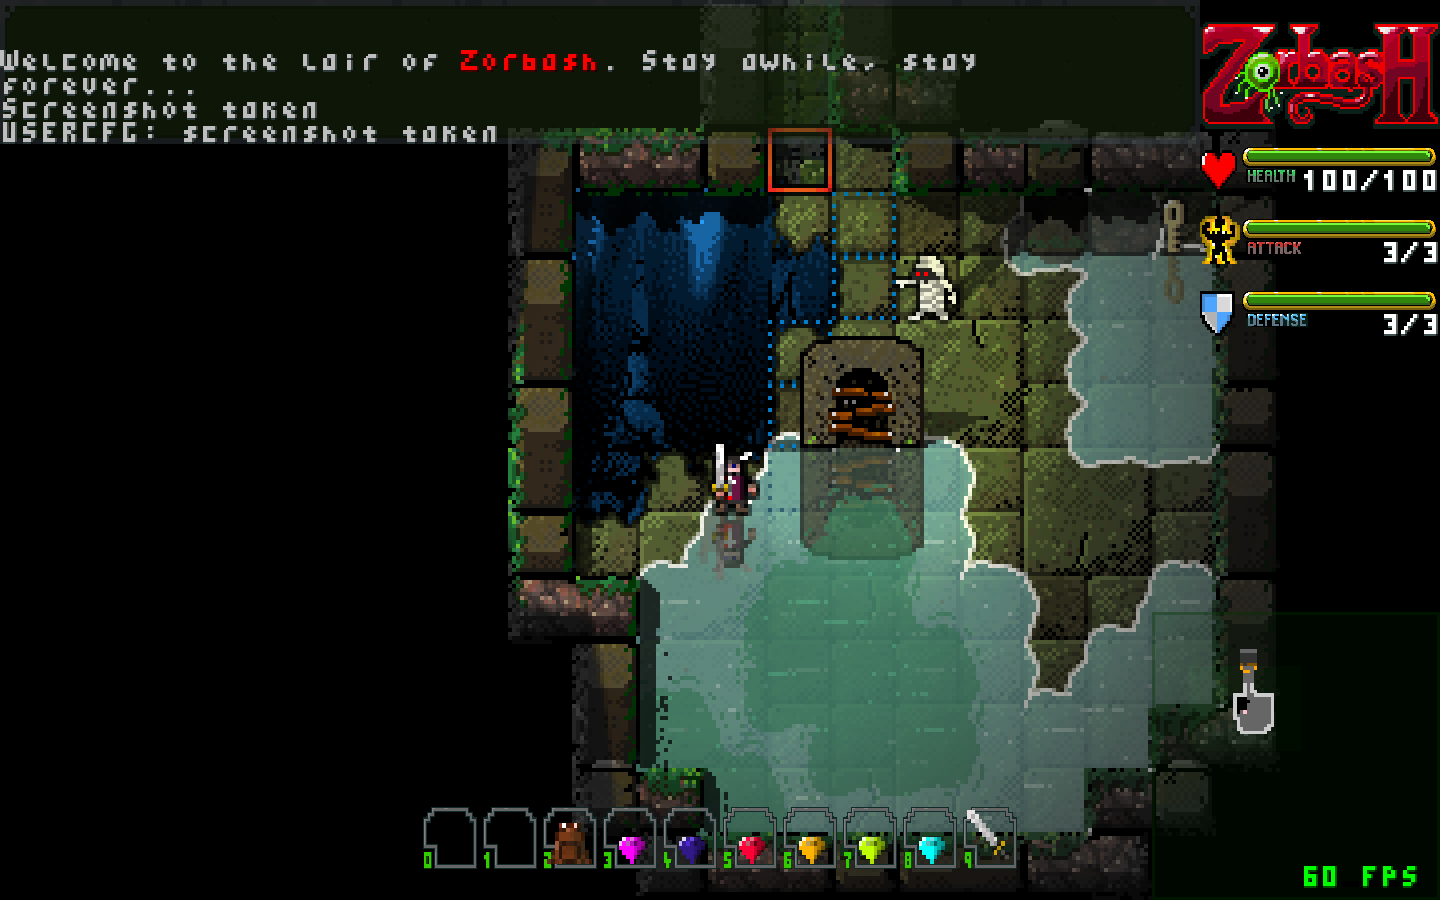 Welcome to the lair of Zorbash. Stay awhile, stay
forever...
Screenshot taken
USERCFG: screenshot taken
ZorbasH
HEALTH 100/100
ATTACK 3/3
DEFENSE 3/3
0 1 2 3 4 5 6 7 8 9
60 FPS